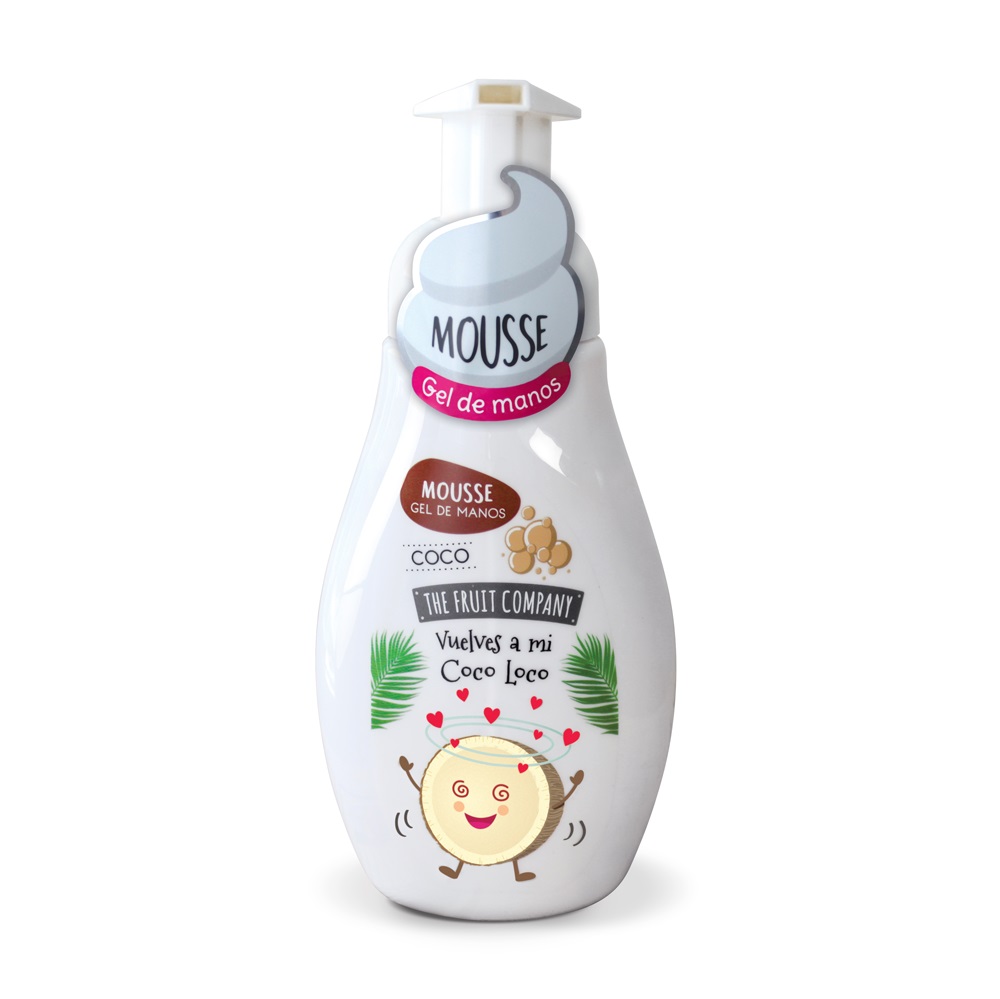 MOUSSE
Gel de manos
MOUSSE
GEL DE MANOS
COCO
THE FRUIT COMPANY
Vuelves a mi
Coco Loco